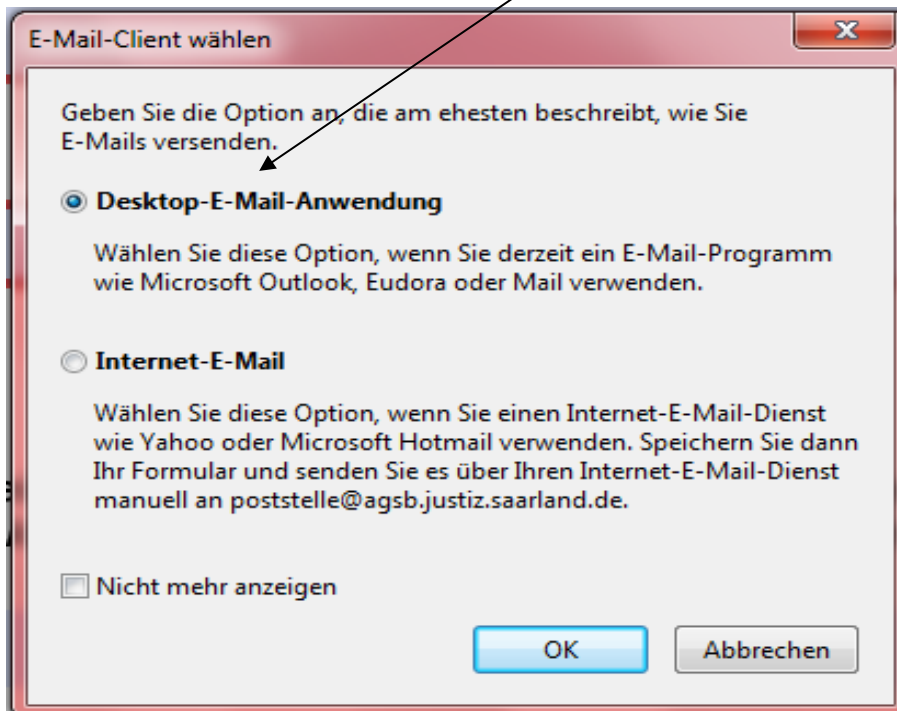 E-Mail-Client wählen
Geben Sie die Option an, die am ehesten beschreibt, wie Sie
E-Mails versenden.
Desktop-E-Mail-Anwendung
Wählen Sie diese Option, wenn Sie derzeit ein E-Mail-Programm
wie Microsoft Outlook, Eudora oder Mail verwenden.
Internet-E-Mail
Wählen Sie diese Option, wenn Sie einen Internet-E-Mail-Dienst
wie Yahoo oder Microsoft Hotmail verwenden. Speichern Sie dann
Ihr Formular und senden Sie es über Ihren Internet-E-Mail-Dienst
manuell an poststelle@agsb.justiz.saarland.de.
Nicht mehr anzeigen
OK Abbrechen